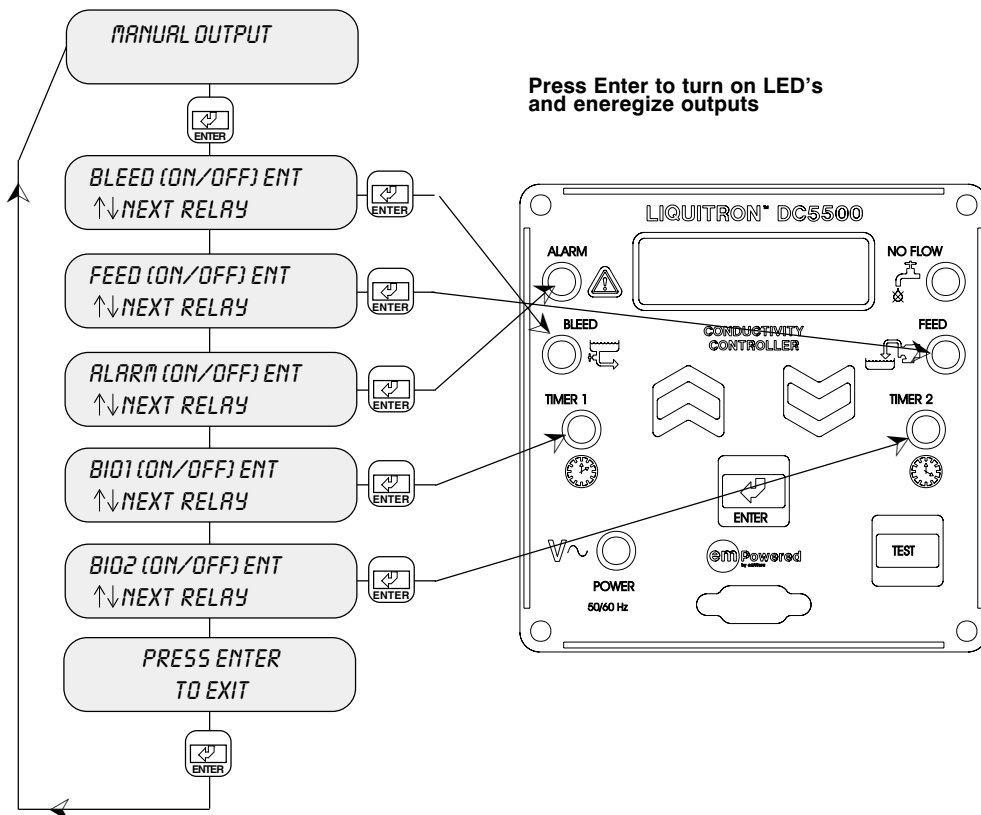 MANUAL OUTPUT
ENTER
Press Enter to turn on LED's
and eneregize outputs
BLEED (ON/OFF) ENT
↑↓NEXT RELAY
ENTER
FEED (ON/OFF) ENT
↑↓NEXT RELAY
ENTER
ALARM (ON/OFF) ENT
↑↓NEXT RELAY
ENTER
BIO1 (ON/OFF) ENT
↑↓NEXT RELAY
ENTER
BIO2 (ON/OFF) ENT
↑↓NEXT RELAY
ENTER
PRESS ENTER
TO EXIT
ENTER
LIQUITRON™ DC5500
ALARM
NO FLOW
BLEED
CONDUCTIVITY
CONTROLLER
FEED
TIMER 1
TIMER 2
ENTER
TEST
V~
POWER
50/60 Hz
em Powered